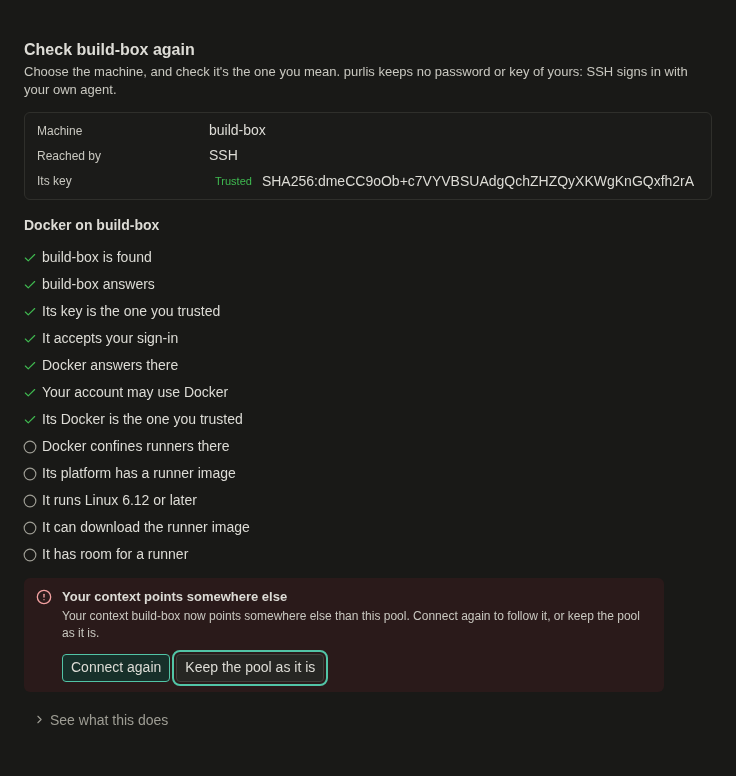 Check build-box again
Choose the machine, and check it's the one you mean. purlis keeps no password or key of yours: SSH signs in with
your own agent.
Machine build-box
Reached by SSH
Its key Trusted SHA256:dmeCC9oOb+c7VYVBSUAdgQchZHZQyXKWgKnGQxfh2rA
Docker on build-box
build-box is found
build-box answers
Its key is the one you trusted
It accepts your sign-in
Docker answers there
Your account may use Docker
Its Docker is the one you trusted
Docker confines runners there
Its platform has a runner image
It runs Linux 6.12 or later
It can download the runner image
It has room for a runner
Your context points somewhere else
Your context build-box now points somewhere else than this pool. Connect again to follow it, or keep the pool
as it is.
Connect again Keep the pool as it is
See what this does